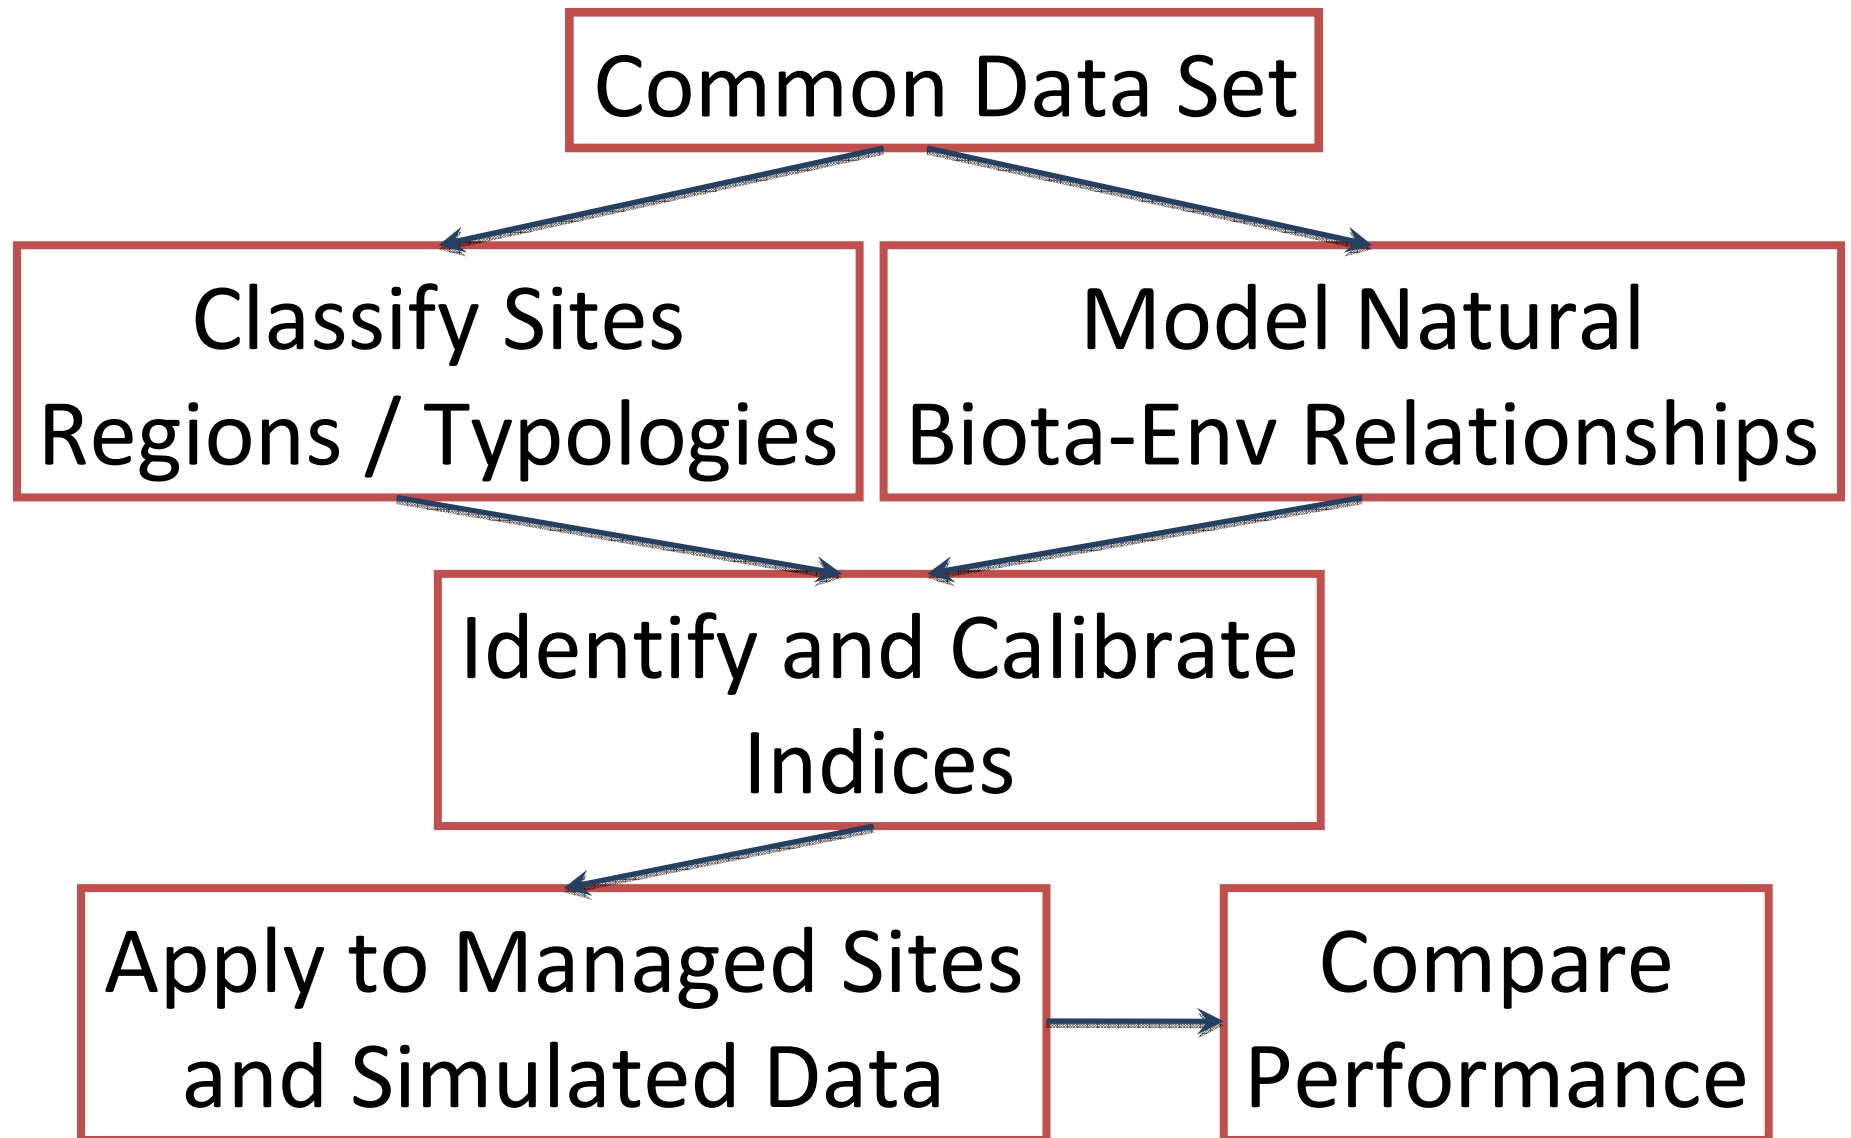 Common Data Set
Classify Sites
Regions / Typologies
Model Natural
Biota-Env Relationships
Identify and Calibrate
Indices
Apply to Managed Sites
and Simulated Data
Compare
Performance